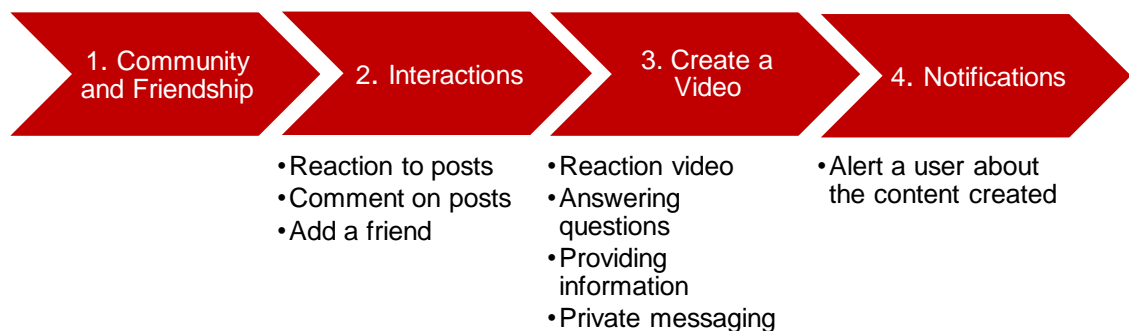 1. Community
and Friendship
2. Interactions
•Reaction to posts
•Comment on posts
•Add a friend
3. Create a
Video
•Reaction video
•Answering
questions
•Providing
information
•Private messaging
4. Notifications
•Alert a user about
the content created